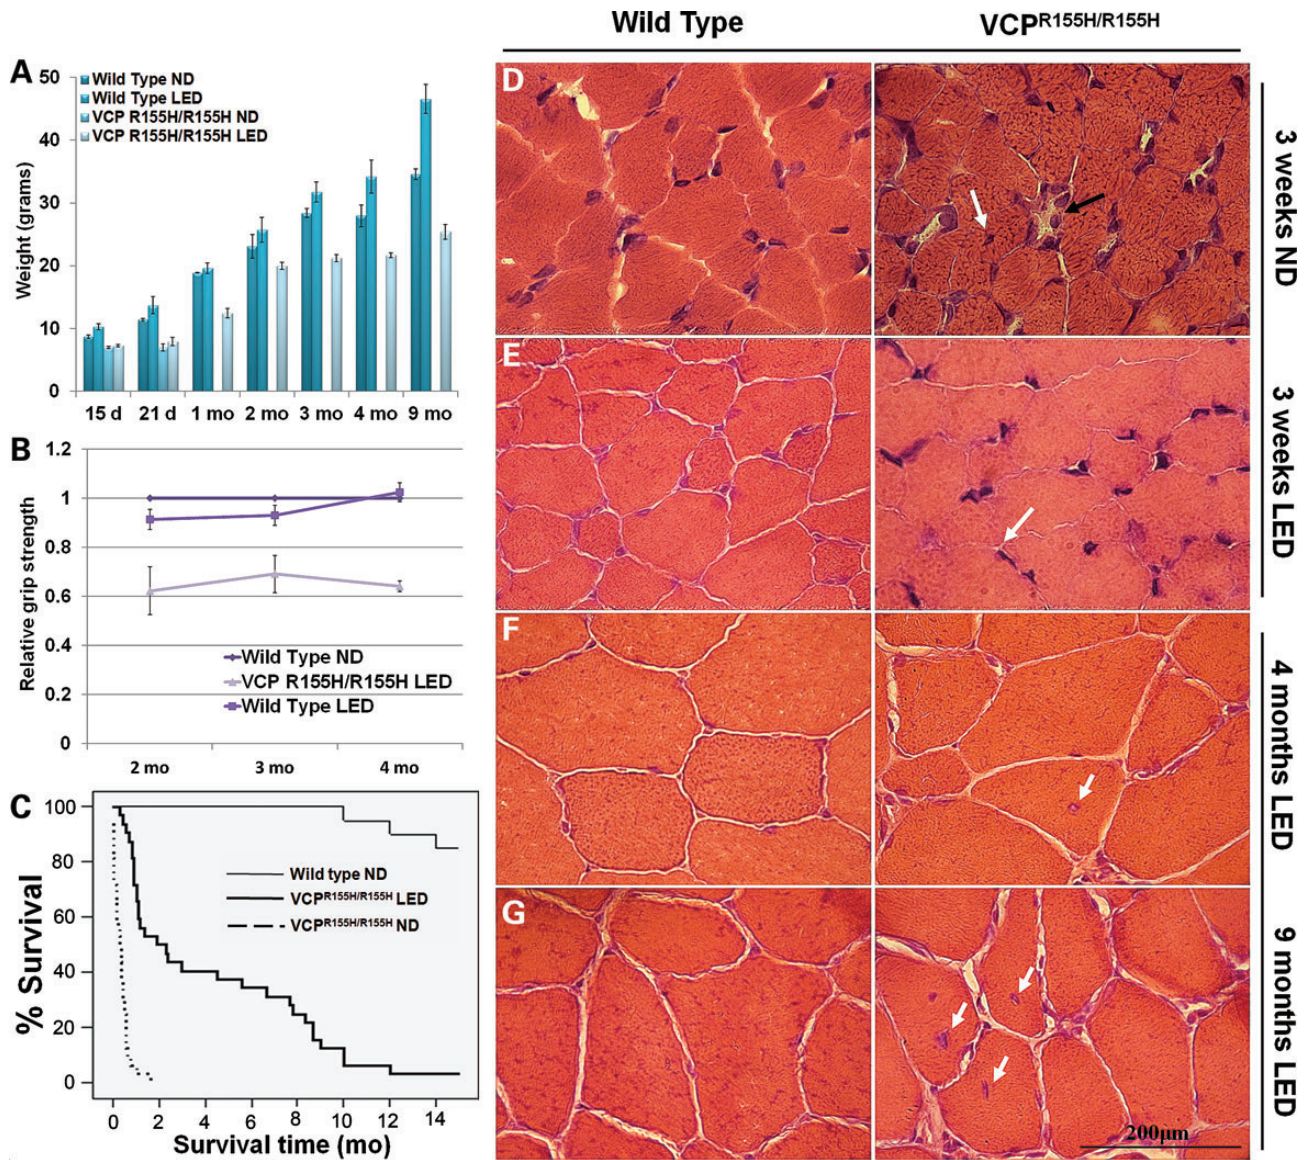 Wild Type
VCPR155H/R155H
A
Weight (grams)
50
40
30
20
10
0
Wild Type ND
Wild Type LED
VCP R155H/R155H ND
VCP R155H/R155H LED
15 d
21 d
1 mo
2 mo
3 mo
4 mo
9 mo
B
Relative grip strength
1.2
1
0.8
0.6
0.4
0.2
0
Wild Type ND
VCP R155H/R155H LED
Wild Type LED
2 mo
3 mo
4 mo
C
% Survival
100
80
60
40
20
0
Wild type ND
VCPR155H/R155H LED
VCPR155H/R155H ND
0
2
4
6
8
10
12
14
Survival time (mo)
D
3 weeks ND
E
3 weeks LED
F
4 months LED
G
9 months LED
200µm